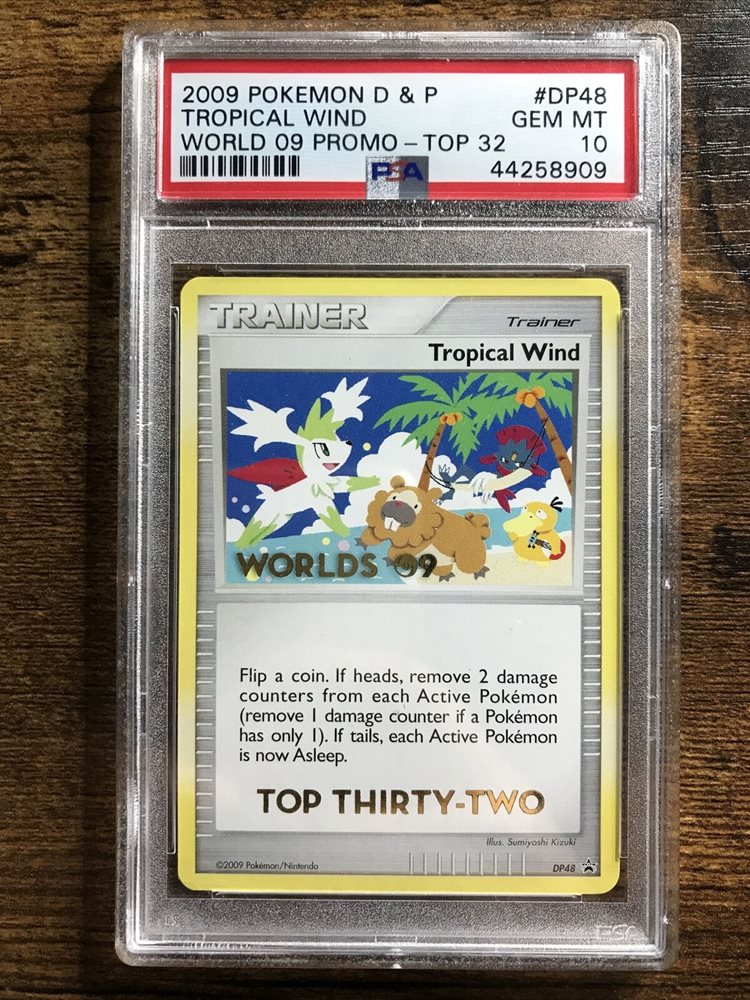 2009 POKEMON D & P #DP48
TROPICAL WIND GEM MT
WORLD 09 PROMO – TOP 32 10
PSA 44258909
TRAINER Trainer
Tropical Wind
WORLDS 09
Flip a coin. If heads, remove 2 damage
counters from each Active Pokémon
(remove 1 damage counter if a Pokémon
has only 1). If tails, each Active Pokémon
is now Asleep.
TOP THIRTY-TWO
Illus. Sumiyoshi Kizuki
©2009 Pokémon/Nintendo DP48